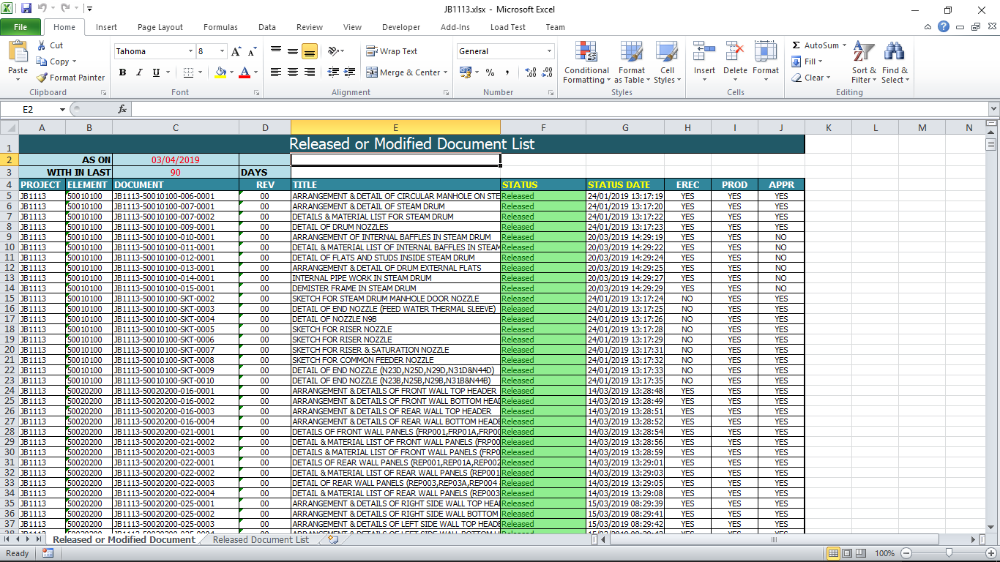 JB1113.xlsx - Microsoft Excel
File Home Insert Page Layout Formulas Data Review View Developer Add-Ins Load Test Team
Paste
Cut
Copy
Format Painter
Clipboard
Tahoma 8
B I U
Font
Wrap Text
Merge & Center
Alignment
General
% ,
Number
Conditional Formatting
Format as Table
Cell Styles
Styles
Insert Delete Format
Cells
Σ AutoSum
Fill
Clear
Sort & Filter
Find & Select
Editing
E2 fx
A B C D E F G H I J K L M N
1 Released or Modified Document List
2 AS ON 03/04/2019
3 WITH IN LAST 90 DAYS
4 PROJECT ELEMENT DOCUMENT REV TITLE STATUS STATUS DATE EREC PROD APPR
5 JB1113 50010100 JB1113-50010100-006-0001 00 ARRANGEMENT & DETAIL OF CIRCULAR MANHOLE ON STE Released 24/01/2019 13:17:19 YES YES YES
6 JB1113 50010100 JB1113-50010100-007-0001 00 ARRANGEMENT & DETAIL OF STEAM DRUM Released 24/01/2019 13:17:20 YES YES YES
7 JB1113 50010100 JB1113-50010100-007-0002 00 DETAILS & MATERIAL LIST FOR STEAM DRUM Released 24/01/2019 13:17:22 YES YES YES
8 JB1113 50010100 JB1113-50010100-009-0001 00 DETAIL OF DRUM NOZZLES Released 24/01/2019 13:17:23 YES YES YES
9 JB1113 50010100 JB1113-50010100-010-0001 00 ARRANGEMENT OF INTERNAL BAFFLES IN STEAM DRUM Released 20/03/2019 14:29:19 YES YES NO
10 JB1113 50010100 JB1113-50010100-011-0001 00 DETAIL & MATERIAL LIST OF INTERNAL BAFFLES IN STEAM Released 20/03/2019 14:29:22 YES YES NO
11 JB1113 50010100 JB1113-50010100-012-0001 00 DETAIL OF FLATS AND STUDS INSIDE STEAM DRUM Released 20/03/2019 14:29:24 YES YES NO
12 JB1113 50010100 JB1113-50010100-013-0001 00 ARRANGEMENT & DETAIL OF DRUM EXTERNAL FLATS Released 20/03/2019 14:29:25 YES YES NO
13 JB1113 50010100 JB1113-50010100-014-0001 00 INTERNAL PIPE WORK IN STEAM DRUM Released 20/03/2019 14:29:27 YES YES NO
14 JB1113 50010100 JB1113-50010100-015-0001 00 DEMISTER FRAME IN STEAM DRUM Released 20/03/2019 14:29:29 YES YES NO
15 JB1113 50010100 JB1113-50010100-SKT-0002 00 SKETCH FOR STEAM DRUM MANHOLE DOOR NOZZLE Released 24/01/2019 13:17:24 NO YES YES
16 JB1113 50010100 JB1113-50010100-SKT-0003 00 DETAIL OF END NOZZLE (FEED WATER THERMAL SLEEVE) Released 24/01/2019 13:17:25 NO YES YES
17 JB1113 50010100 JB1113-50010100-SKT-0004 00 DETAIL OF NOZZLE N9B Released 24/01/2019 13:17:26 NO YES YES
18 JB1113 50010100 JB1113-50010100-SKT-0005 00 SKETCH FOR RISER NOZZLE Released 24/01/2019 13:17:28 NO YES YES
19 JB1113 50010100 JB1113-50010100-SKT-0006 00 SKETCH FOR RISER NOZZLE Released 24/01/2019 13:17:29 NO YES YES
20 JB1113 50010100 JB1113-50010100-SKT-0007 00 SKETCH FOR RISER & SATURATION NOZZLE Released 24/01/2019 13:17:31 NO YES YES
21 JB1113 50010100 JB1113-50010100-SKT-0008 00 SKETCH FOR COMMON FEEDER NOZZLE Released 24/01/2019 13:17:32 NO YES YES
22 JB1113 50010100 JB1113-50010100-SKT-0009 00 DETAIL OF END NOZZLE (N23D,N25D,N29D,N31D&N44D) Released 24/01/2019 13:17:33 NO YES YES
23 JB1113 50010100 JB1113-50010100-SKT-0010 00 DETAIL OF END NOZZLE (N23B,N25B,N29B,N31B&N44B) Released 24/01/2019 13:17:35 NO YES YES
24 JB1113 50020200 JB1113-50020200-016-0001 00 ARRANGEMENT & DETAILS OF FRONT WALL TOP HEADER Released 14/03/2019 13:28:48 YES YES YES
25 JB1113 50020200 JB1113-50020200-016-0002 00 ARRANGEMENT & DETAILS OF FRONT WALL BOTTOM HEAD Released 14/03/2019 13:28:49 YES YES YES
26 JB1113 50020200 JB1113-50020200-016-0003 00 ARRANGEMENT & DETAILS OF REAR WALL TOP HEADER Released 14/03/2019 13:28:51 YES YES YES
27 JB1113 50020200 JB1113-50020200-016-0004 00 ARRANGEMENT & DETAILS OF REAR WALL BOTTOM HEADE Released 14/03/2019 13:28:52 YES YES YES
28 JB1113 50020200 JB1113-50020200-021-0001 00 DETAILS OF FRONT WALL PANELS (FRP001,FRP01A,FRP00 Released 14/03/2019 13:28:54 YES YES YES
29 JB1113 50020200 JB1113-50020200-021-0002 00 DETAIL & MATERIAL LIST OF FRONT WALL PANELS (FRP00 Released 14/03/2019 13:28:56 YES YES YES
30 JB1113 50020200 JB1113-50020200-021-0003 00 DETAILS & MATERIAL LIST OF FRONT WALL PANELS (FRP0 Released 14/03/2019 13:28:59 YES YES YES
31 JB1113 50020200 JB1113-50020200-022-0001 00 DETAILS OF REAR WALL PANELS (REP001,REP01A,REP002 Released 14/03/2019 13:29:01 YES YES YES
32 JB1113 50020200 JB1113-50020200-022-0002 00 DETAIL & MATERIAL LIST OF REAR WALL PANELS (REP001 Released 14/03/2019 13:29:03 YES YES YES
33 JB1113 50020200 JB1113-50020200-022-0003 00 DETAIL OF REAR WALL PANELS (REP003,REP03A,REP004 Released 14/03/2019 13:29:05 YES YES YES
34 JB1113 50020200 JB1113-50020200-022-0004 00 DETAIL & MATERIAL LIST OF REAR WALL PANELS (REP003 Released 14/03/2019 13:29:08 YES YES YES
35 JB1113 50020200 JB1113-50020200-025-0001 00 ARRANGEMENT & DETAILS OF RIGHT SIDE WALL TOP HEA Released 15/03/2019 08:29:39 YES YES YES
36 JB1113 50020200 JB1113-50020200-025-0002 00 ARRANGEMENT & DETAILS OF RIGHT SIDE WALL BOTTOM Released 15/03/2019 08:29:41 YES YES YES
37 JB1113 50020200 JB1113-50020200-025-0003 00 ARRANGEMENT & DETAILS OF LEFT SIDE WALL TOP HEADE Released 15/03/2019 08:29:42 YES YES YES
Released or Modified Document Released Document List
Ready 100%